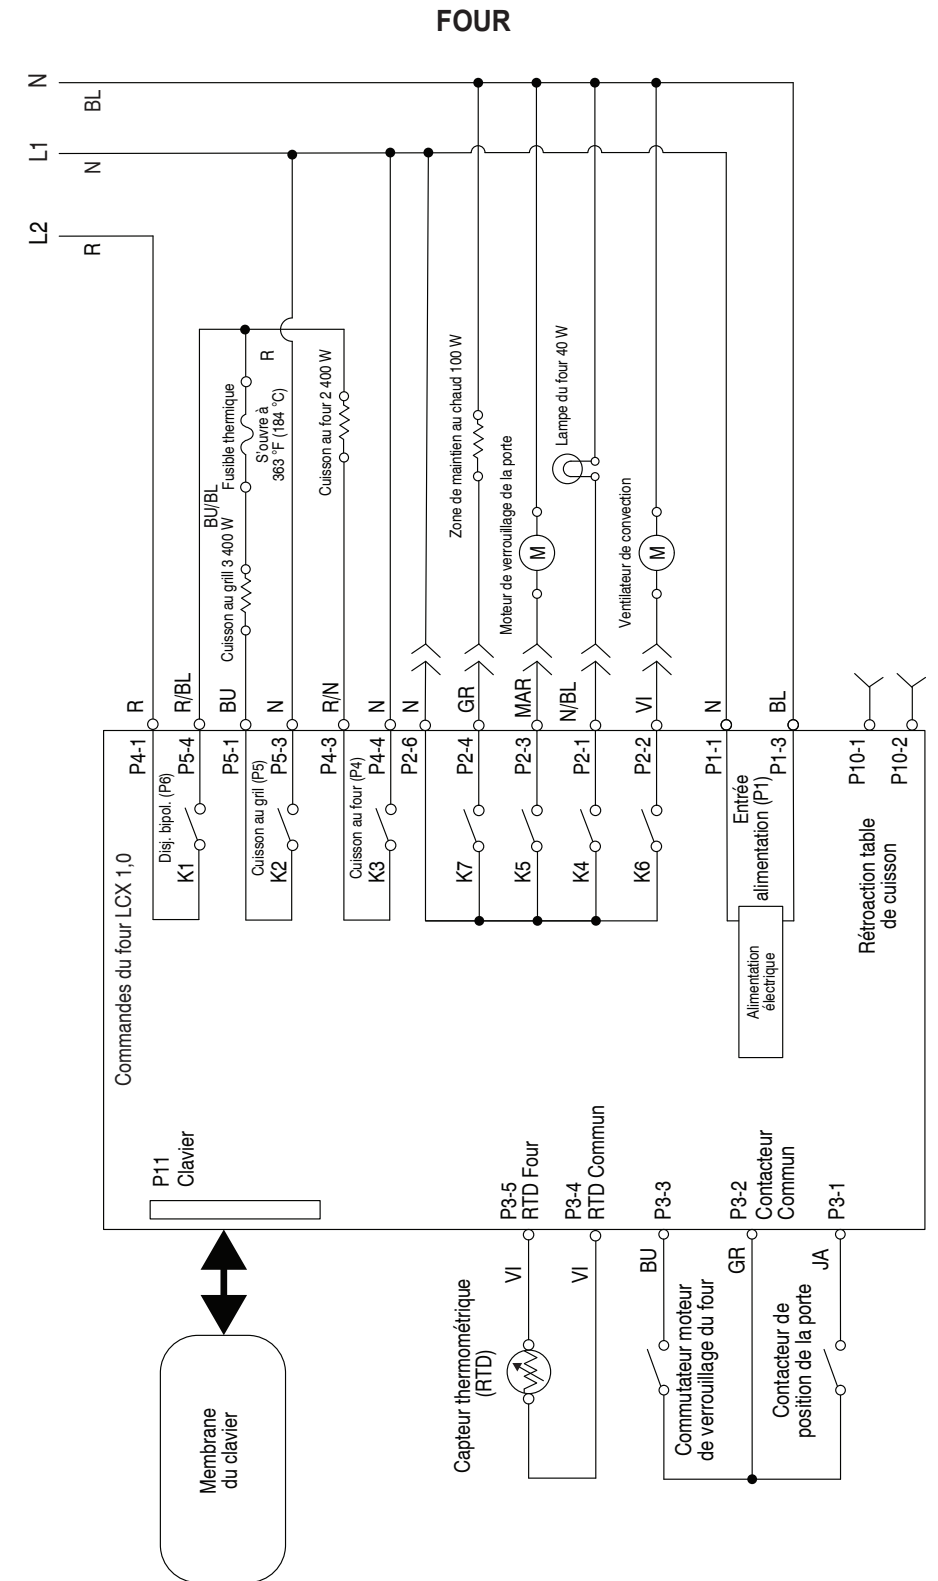 FOUR
N
BL
L1
N
L2
R
R
Fusible thermique
S'ouvre à
363 °F (184 °C)
BU/BL
Cuisson au grill 3 400 W
Cuisson au four 2 400 W
Zone de maintien au chaud 100 W
Moteur de verrouillage de la porte
M
Lampe du four 40 W
Ventilateur de convection
M
R
R/BL
BU
N
R/N
N
N
GR
MAR
N/BL
VI
N
BL
P4-1
P5-4
P5-1
P5-3
P4-3
P4-4
P2-6
P2-4
P2-3
P2-1
P2-2
P1-1
P1-3
P10-1
P10-2
Disj. bipol. (P6)
K1
Cuisson au gril (P5)
K2
Cuisson au four (P4)
K3
K7
K5
K4
K6
Entrée
alimentation (P1)
Alimentation
électrique
Rétroaction table
de cuisson
Commandes du four LCX 1,0
P11
Clavier
P3-5
RTD Four
P3-4
RTD Commun
P3-3
P3-2
Contacteur
Commun
P3-1
VI
VI
BU
GR
JA
Capteur thermométrique
(RTD)
Commutateur moteur
de verrouillage du four
Contacteur de
position de la porte
Membrane
du clavier